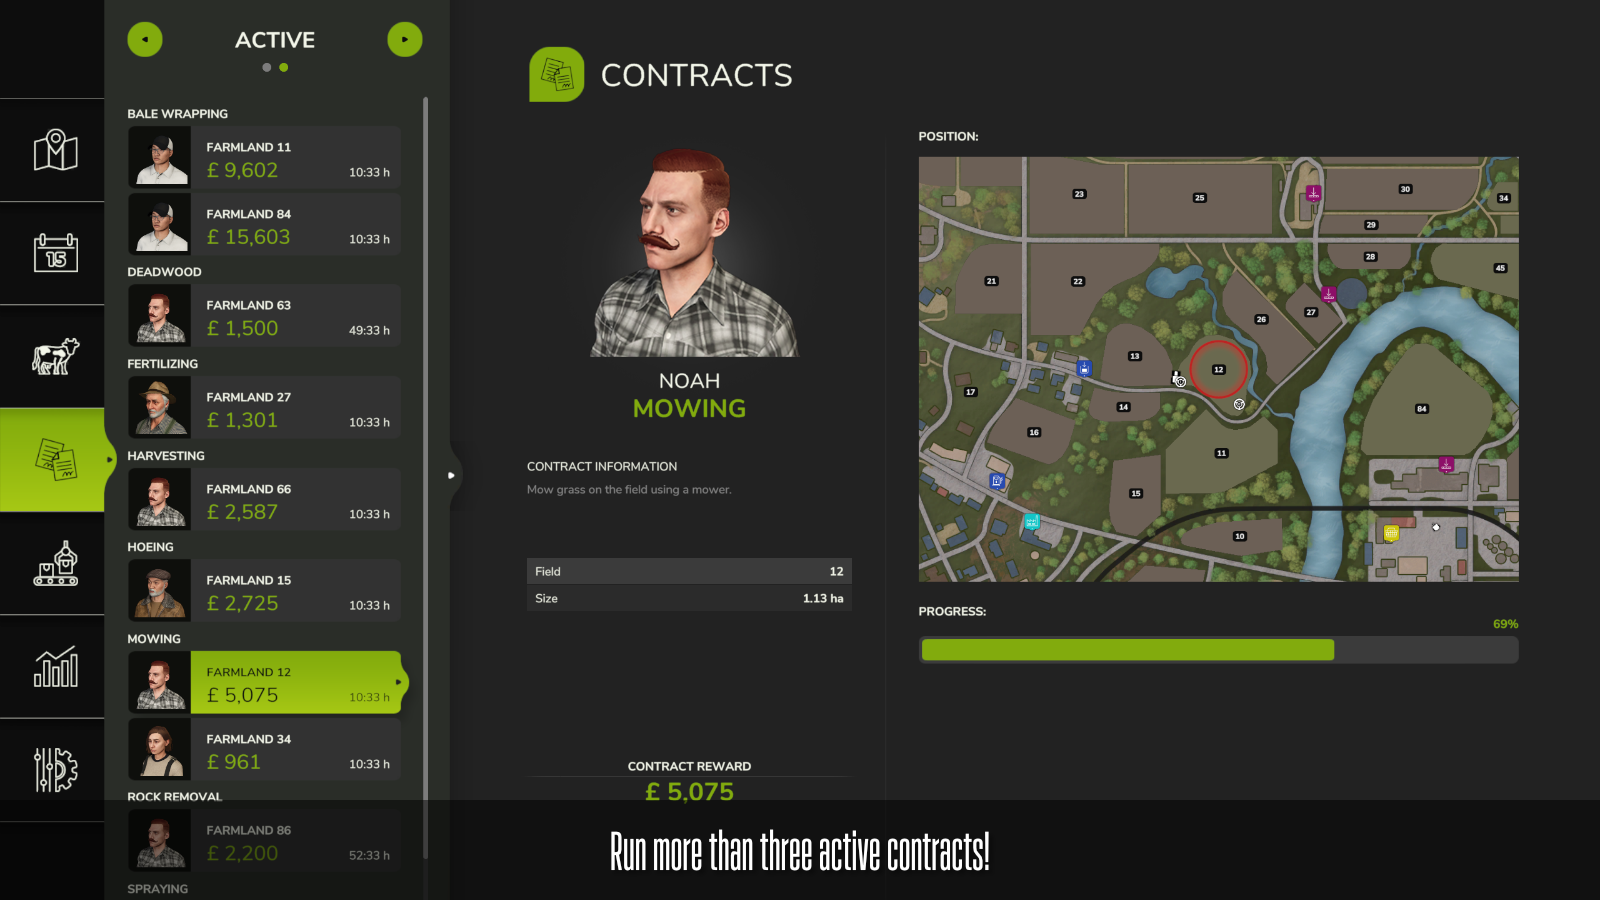 ACTIVE
BALE WRAPPING
FARMLAND 11
£ 9,602
10:33 h
FARMLAND 84
£ 15,603
10:33 h
DEADWOOD
FARMLAND 63
£ 1,500
49:33 h
FERTILIZING
FARMLAND 27
£ 1,301
10:33 h
HARVESTING
FARMLAND 66
£ 2,587
10:33 h
HOEING
FARMLAND 15
£ 2,725
10:33 h
MOWING
FARMLAND 12
£ 5,075
10:33 h
FARMLAND 34
£ 961
10:33 h
ROCK REMOVAL
FARMLAND 86
£ 2,200
52:33 h
SPRAYING
15
CONTRACTS
NOAH
MOWING
CONTRACT INFORMATION
Mow grass on the field using a mower.
Field 12
Size 1.13 ha
CONTRACT REWARD
£ 5,075
POSITION:
23
25
30
34
29
28
45
21
22
26
27
13
12
17
14
84
16
11
15
10
PROGRESS:
69%
Run more than three active contracts!